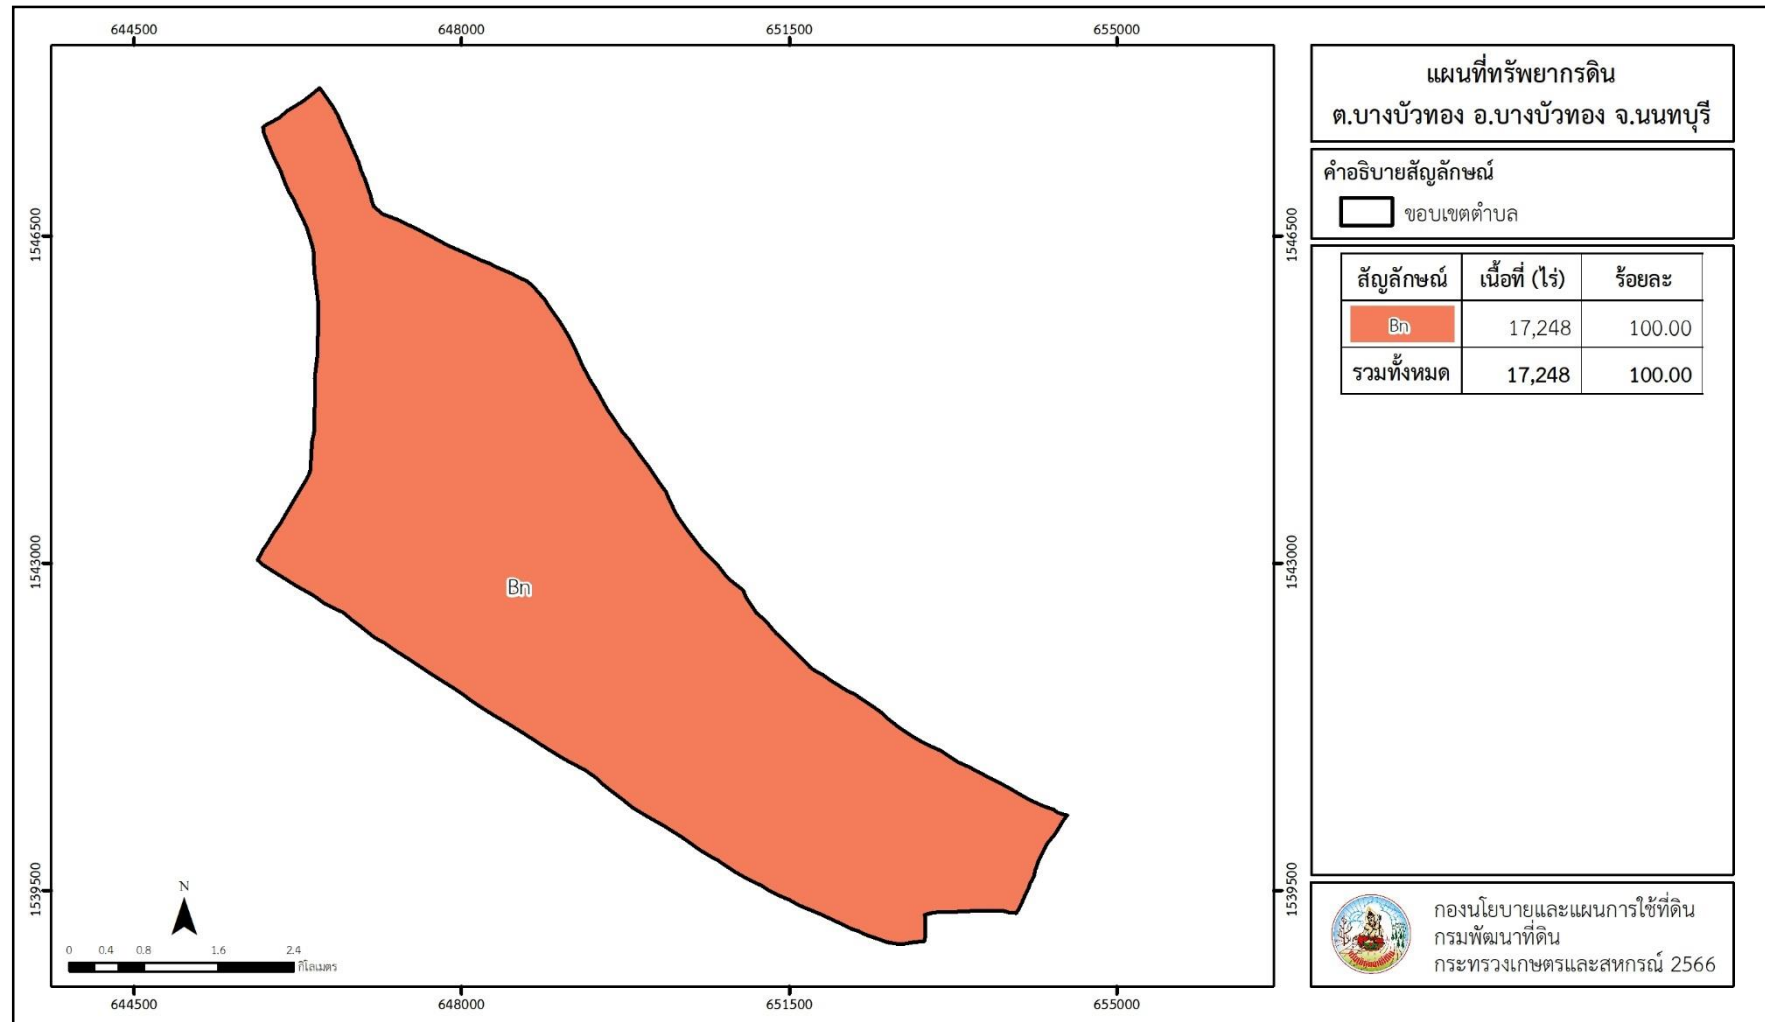 644500 648000 651500 655000
แผนที่ทรัพยากรดิน
ต.บางบัวทอง อ.บางบัวทอง จ.นนทบุรี
คำอธิบายสัญลักษณ์
ขอบเขตตำบล
สัญลักษณ์ เนื้อที่ (ไร่) ร้อยละ
Bn 17,248 100.00
รวมทั้งหมด 17,248 100.00
1546500 1546500
1543000 1543000
Bn
1539500 1539500
N
0 0.4 0.8 1.6 2.4
กิโลเมตร
644500 648000 651500 655000
กองนโยบายและแผนการใช้ที่ดิน
กรมพัฒนาที่ดิน
กระทรวงเกษตรและสหกรณ์ 2566